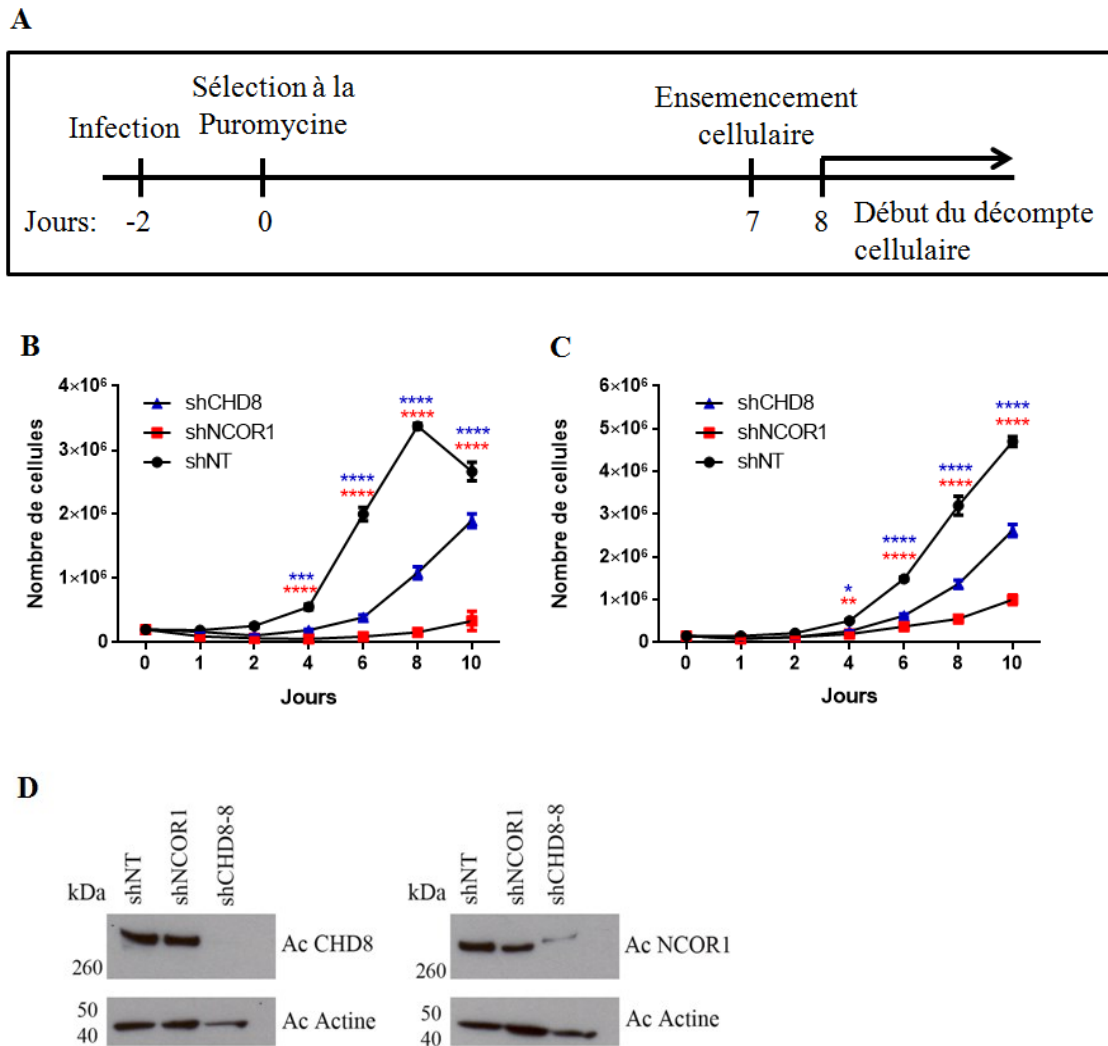 A
Infection
Sélection à la
Puromycine
Ensemencement
cellulaire
Jours:
-2
0
7
8
Début du décompte
cellulaire
B
4×10⁶
3×10⁶
2×10⁶
1×10⁶
0
Nombre de cellules
shCHD8
shNCOR1
shNT
***
****
****
****
****
****
****
****
0 1 2 4 6 8 10
Jours
C
6×10⁶
5×10⁶
4×10⁶
3×10⁶
2×10⁶
1×10⁶
0
Nombre de cellules
shCHD8
shNCOR1
shNT
*
**
****
****
****
****
****
****
0 1 2 4 6 8 10
Jours
D
kDa
shNT
shNCOR1
shCHD8-8
260
Ac CHD8
50
40
Ac Actine
kDa
shNT
shNCOR1
shCHD8-8
260
Ac NCOR1
50
40
Ac Actine